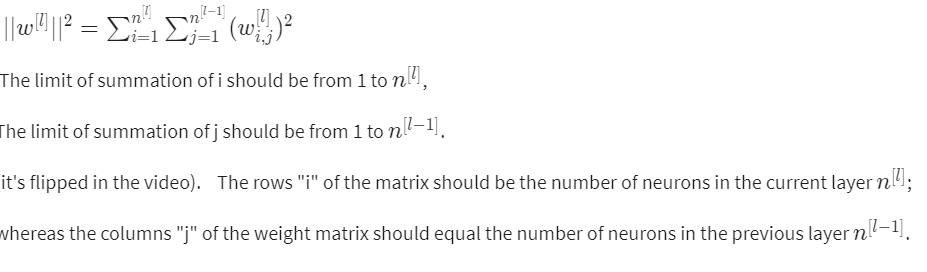 ||w^{[l]}||^2 = \sum_{i=1}^{n^{[l]}} \sum_{j=1}^{n^{[l-1]}} (w_{i,j}^{[l]})^2
The limit of summation of i should be from 1 to n^{[l]},
The limit of summation of j should be from 1 to n^{[l-1]}.
it's flipped in the video). The rows "i" of the matrix should be the number of neurons in the current layer n^{[l]};
whereas the columns "j" of the weight matrix should equal the number of neurons in the previous layer n^{[l-1]}.